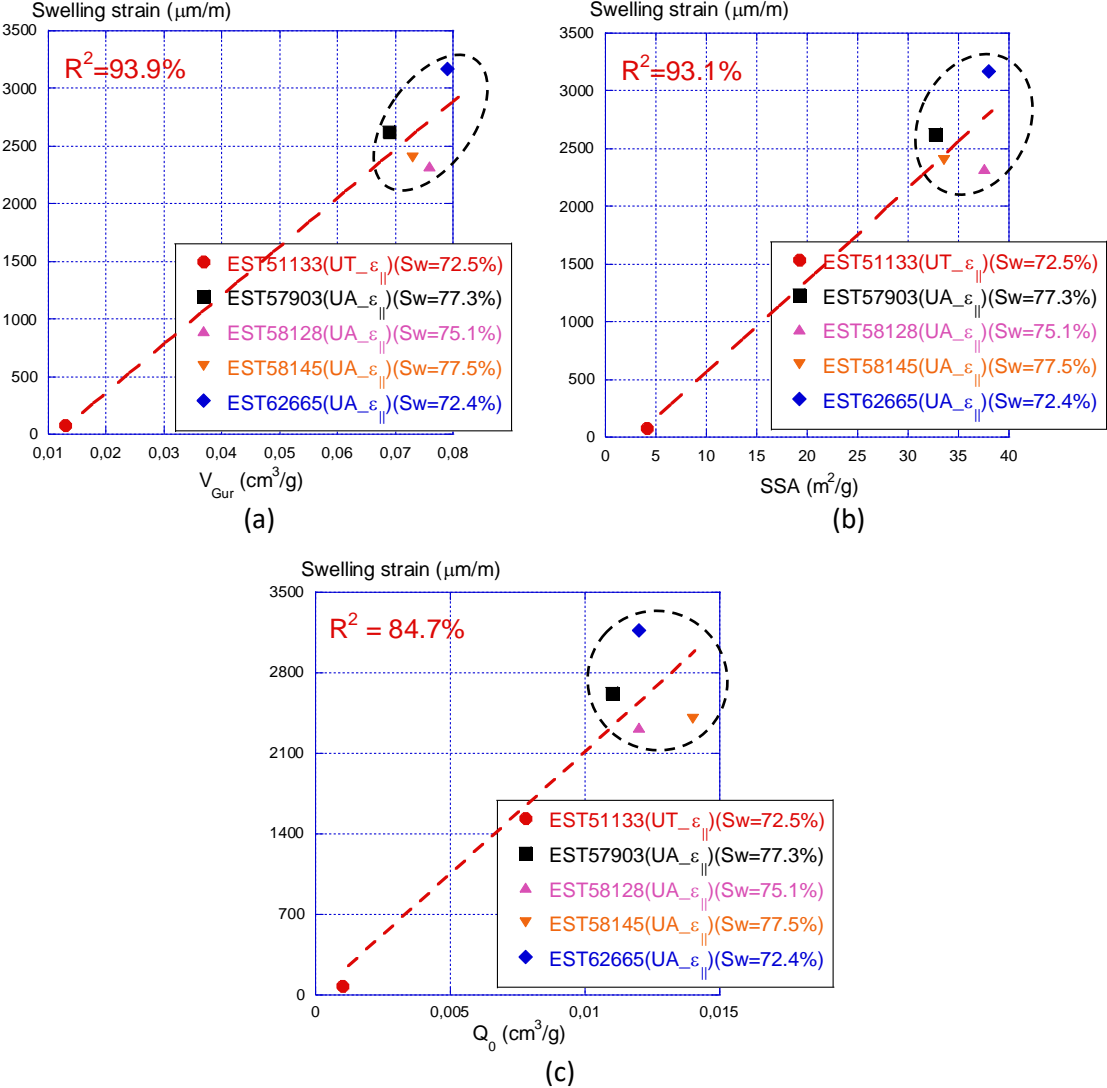 Swelling strain (μm/m)
R²=93.9%
3500
3000
2500
2000
1500
1000
500
0
EST51133(UT_ε||)(Sw=72.5%)
EST57903(UA_ε||)(Sw=77.3%)
EST58128(UA_ε||)(Sw=75.1%)
EST58145(UA_ε||)(Sw=77.5%)
EST62665(UA_ε||)(Sw=72.4%)
0,01 0,02 0,03 0,04 0,05 0,06 0,07 0,08
V_Gur (cm³/g)
(a)
Swelling strain (μm/m)
R²=93.1%
3500
3000
2500
2000
1500
1000
500
0
EST51133(UT_ε||)(Sw=72.5%)
EST57903(UA_ε||)(Sw=77.3%)
EST58128(UA_ε||)(Sw=75.1%)
EST58145(UA_ε||)(Sw=77.5%)
EST62665(UA_ε||)(Sw=72.4%)
0 5 10 15 20 25 30 35 40
SSA (m²/g)
(b)
Swelling strain (μm/m)
R² = 84.7%
3500
2800
2100
1400
700
0
EST51133(UT_ε||)(Sw=72.5%)
EST57903(UA_ε||)(Sw=77.3%)
EST58128(UA_ε||)(Sw=75.1%)
EST58145(UA_ε||)(Sw=77.5%)
EST62665(UA_ε||)(Sw=72.4%)
0 0,005 0,01 0,015
Q₀ (cm³/g)
(c)